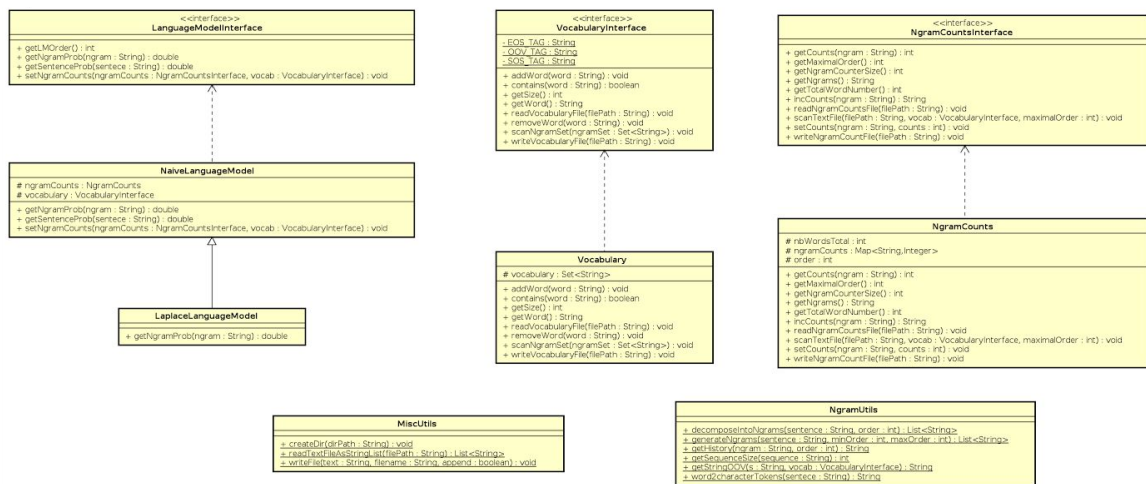 <<interface>>
LanguageModelInterface
+ getLMOrder() : int
+ getNgramProb(ngram : String) : double
+ getSentenceProb(sentece : String) : double
+ setNgramCounts(ngramCounts : NgramCountsInterface, vocab : VocabularyInterface) : void
NaiveLanguageModel
# ngramCounts : NgramCounts
# vocabulary : VocabularyInterface
+ getNgramProb(ngram : String) : double
+ getSentenceProb(sentece : String) : double
+ setNgramCounts(ngramCounts : NgramCountsInterface, vocab : VocabularyInterface) : void
LaplaceLanguageModel
+ getNgramProb(ngram : String) : double
<<interface>>
VocabularyInterface
- EOS_TAG : String
- OOV_TAG : String
- SOS_TAG : String
+ addWord(word : String) : void
+ contains(word : String) : boolean
+ getSize() : int
+ getWord() : String
+ readVocabularyFile(filePath : String) : void
+ removeWord(word : String) : void
+ scanNgramSet(ngramSet : Set<String>) : void
+ writeVocabularyFile(filePath : String) : void
Vocabulary
# vocabulary : Set<String>
+ addWord(word : String) : void
+ contains(word : String) : boolean
+ getSize() : int
+ getWord() : String
+ readVocabularyFile(filePath : String) : void
+ removeWord(word : String) : void
+ scanNgramSet(ngramSet : Set<String>) : void
+ writeVocabularyFile(filePath : String) : void
<<interface>>
NgramCountsInterface
+ getCounts(ngram : String) : int
+ getMaximalOrder() : int
+ getNgramCounterSize() : int
+ getNgrams() : String
+ getTotalWordNumber() : int
+ incCounts(ngram : String) : String
+ readNgramCountsFile(filePath : String) : void
+ scanTextFile(filePath : String, vocab : VocabularyInterface, maximalOrder : int) : void
+ setCounts(ngram : String, counts : int) : void
+ writeNgramCountFile(filePath : String) : void
NgramCounts
# nbWordsTotal : int
# ngramCounts : Map<String,Integer>
# order : int
+ getCounts(ngram : String) : int
+ getMaximalOrder() : int
+ getNgramCounterSize() : int
+ getNgrams() : String
+ getTotalWordNumber() : int
+ incCounts(ngram : String) : String
+ readNgramCountsFile(filePath : String) : void
+ scanTextFile(filePath : String, vocab : VocabularyInterface, maximalOrder : int) : void
+ setCounts(ngram : String, counts : int) : void
+ writeNgramCountFile(filePath : String) : void
MiscUtils
+ createDir(dirPath : String) : void
+ readTextFileAsStringList(filePath : String) : List<String>
+ writeFile(text : String, filename : String, append : boolean) : void
NgramUtils
+ decomposeIntoNgrams(sentence : String, order : int) : List<String>
+ generateNgrams(sentence : String, minOrder : int, maxOrder : int) : List<String>
+ getHistory(ngram : String, order : int) : String
+ getSequenceSize(sequence : String) : int
+ getStringOOV(s : String, vocab : VocabularyInterface) : String
+ word2characterTokens(sentece : String) : String